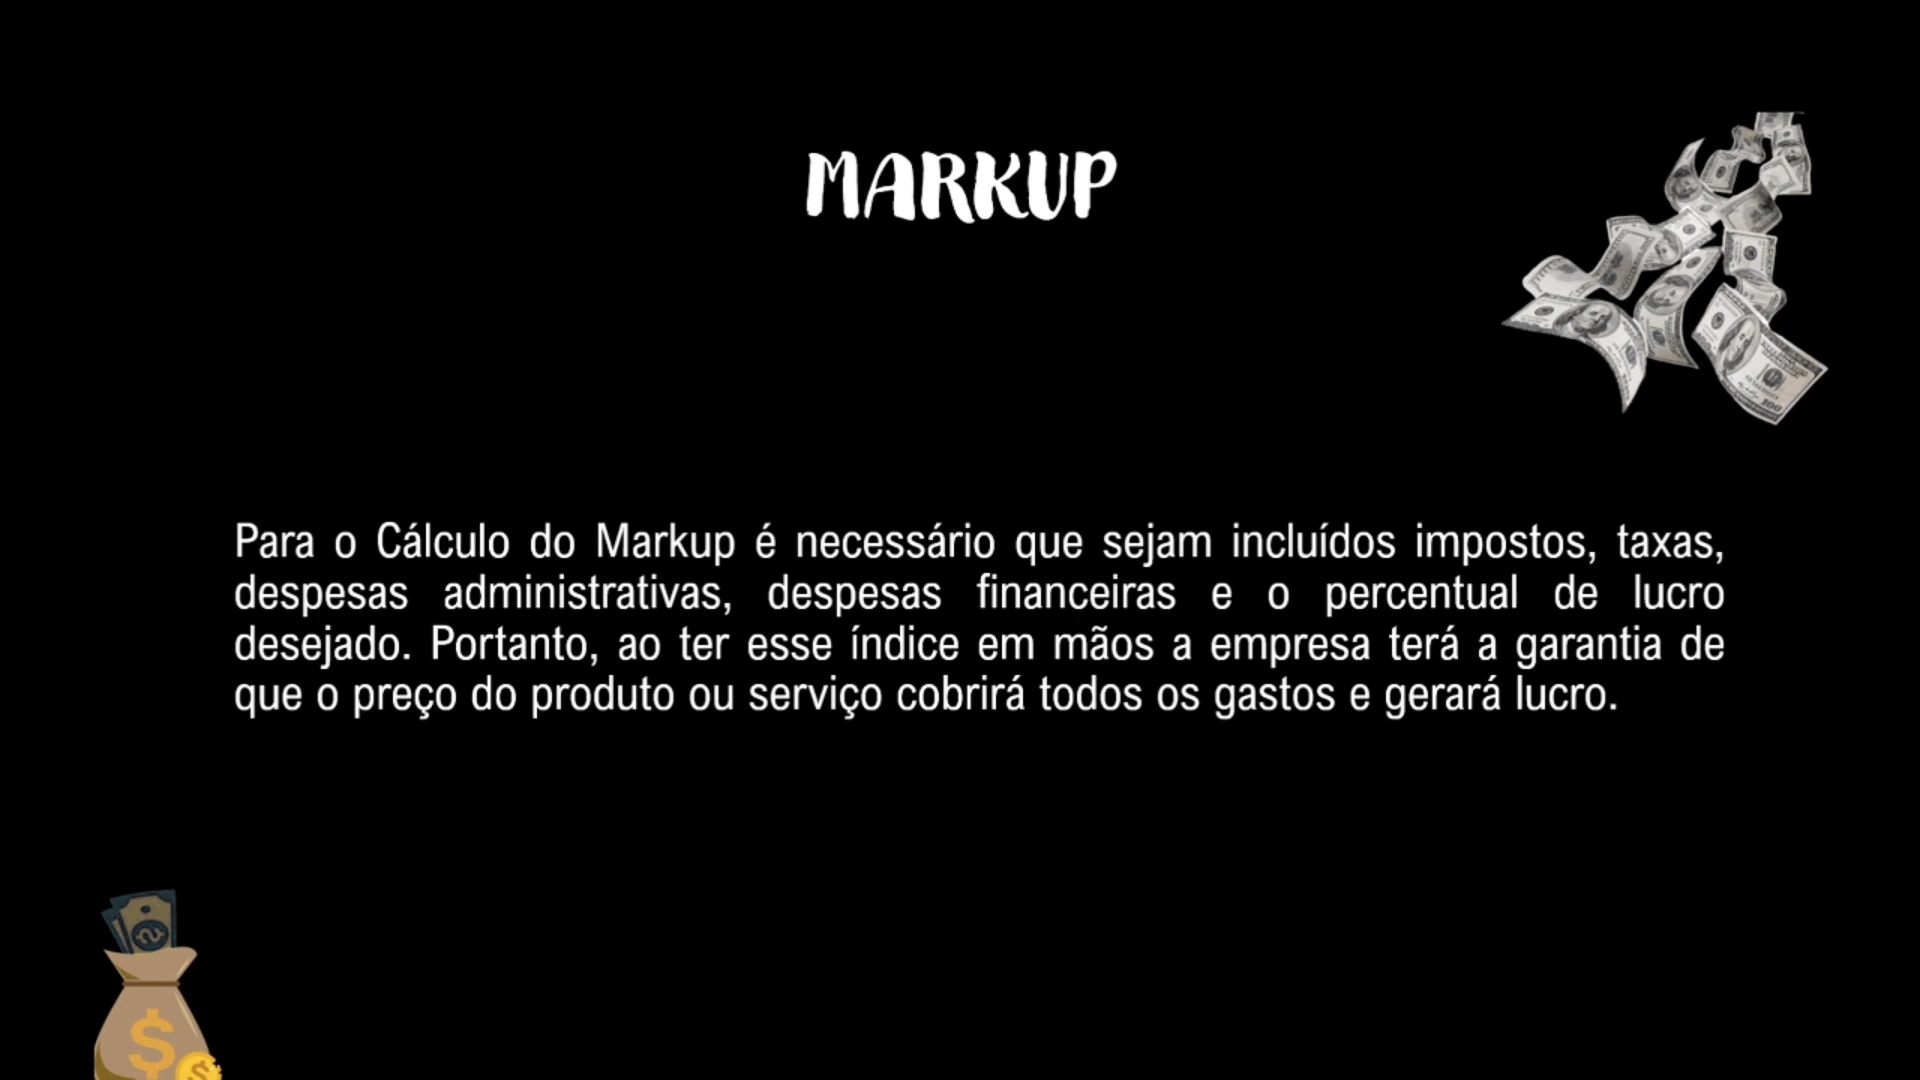 MARKUP
Para o Cálculo do Markup é necessário que sejam incluídos impostos, taxas,
despesas administrativas, despesas financeiras e o percentual de lucro
desejado. Portanto, ao ter esse índice em mãos a empresa terá a garantia de
que o preço do produto ou serviço cobrirá todos os gastos e gerará lucro.